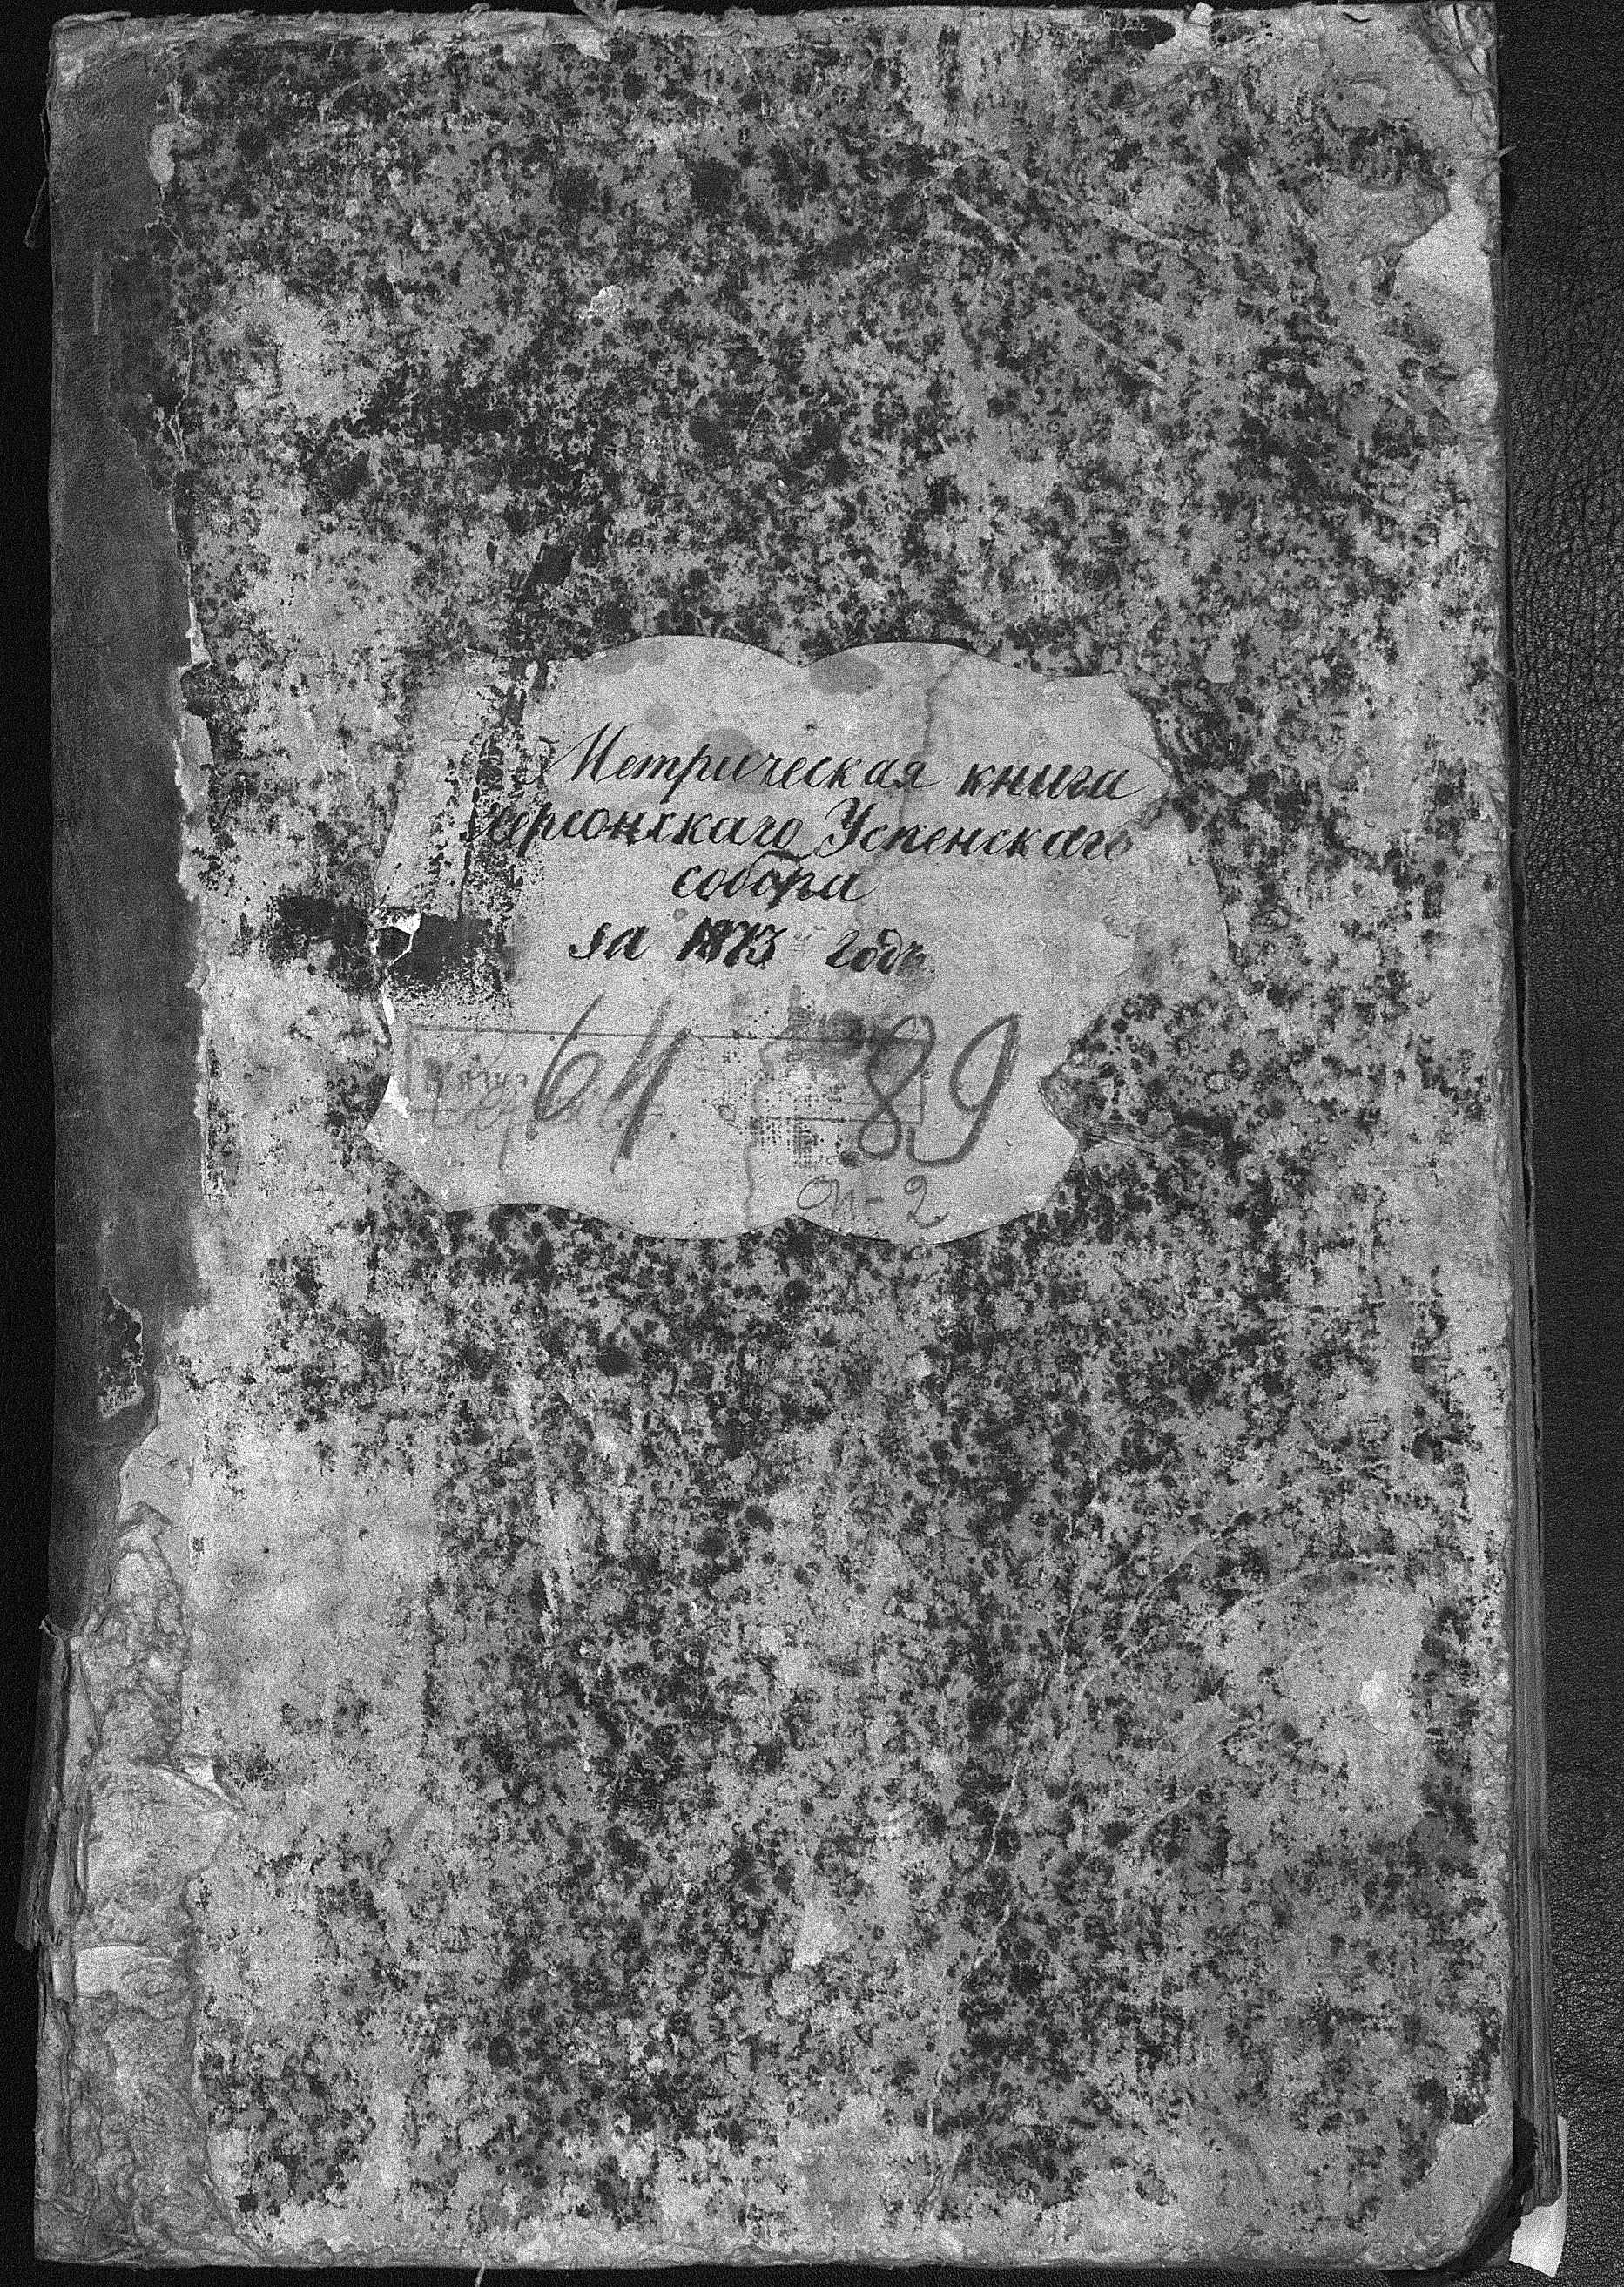 Метрическая книга
Херсонскаго Успенскаго
собора
за 1873 годъ
64 89
оп-2